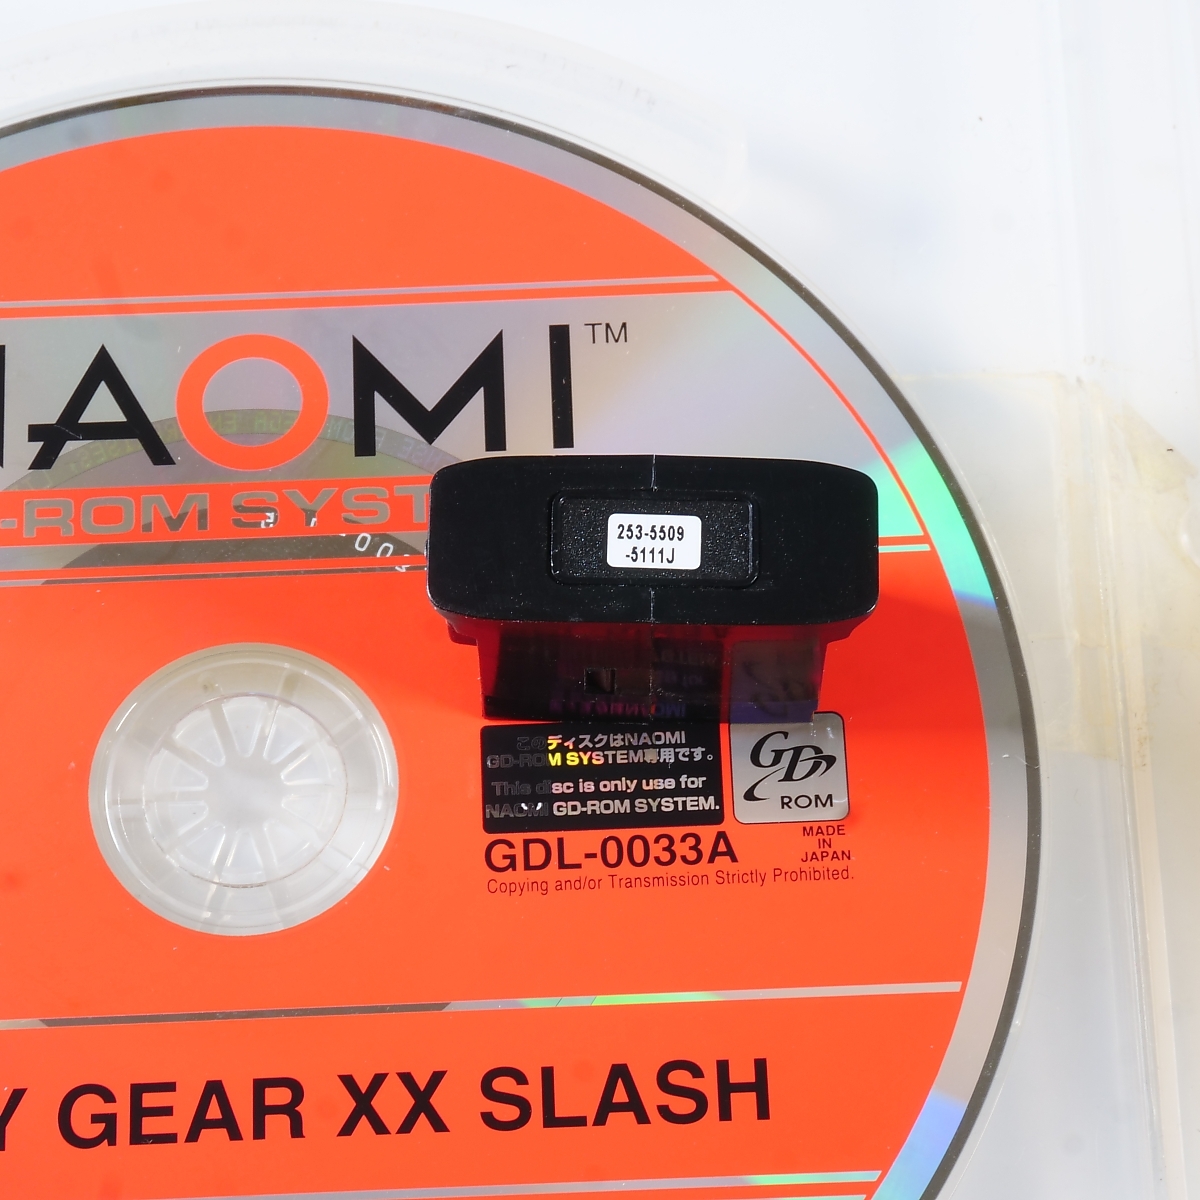 NAOMI™
-ROM SYST
253-5509
-5111J
このディスクはNAOMI
GD-ROM SYSTEM専用です。
This disc is only use for
NAOMI GD-ROM SYSTEM.
GD
ROM
GDL-0033A
MADE
IN
JAPAN
Copying and/or Transmission Strictly Prohibited.
Y GEAR XX SLASH